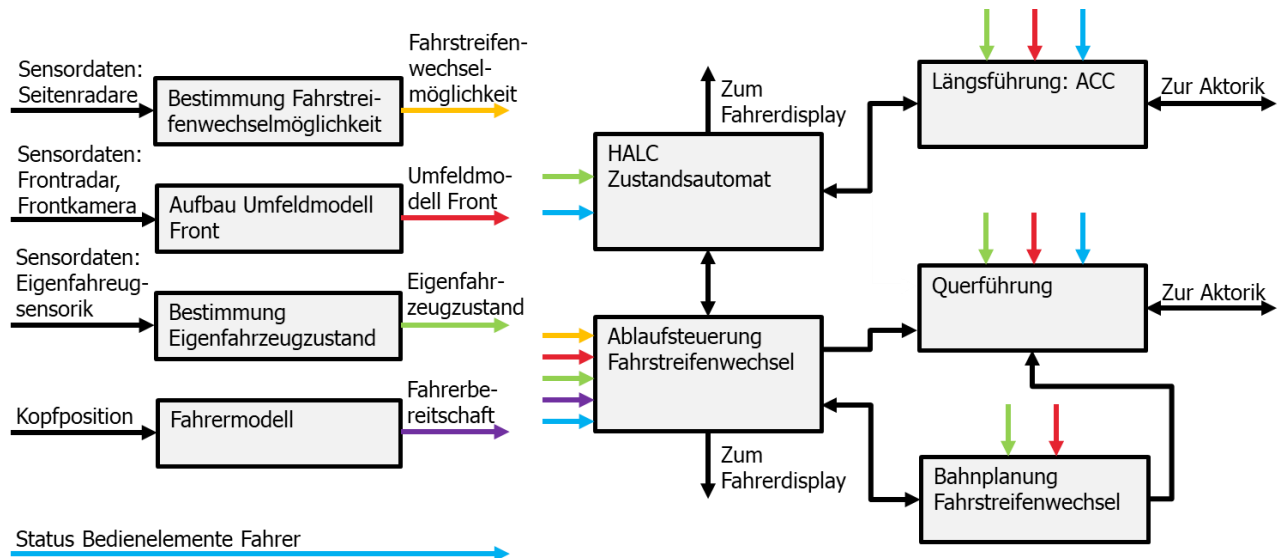 Sensordaten:
Seitenradare
Bestimmung Fahrstrei-
fenwechselmöglichkeit
Fahrstreifen
wechsel-
möglichkeit
Sensordaten:
Frontradar,
Frontkamera
Aufbau Umfeldmodell
Front
Umfeldmo-
dell Front
Sensordaten:
Eigenfahreug-
sensorik
Bestimmung
Eigenfahrzeugzustand
Eigenfahr-
zeugzustand
Kopfposition
Fahrermodell
Fahrerbe-
reitschaft
Status Bedienelemente Fahrer
Zum
Fahrerdisplay
HALC
Zustandsautomat
Ablaufsteuerung
Fahrstreifenwechsel
Zum
Fahrerdisplay
Längsführung: ACC
Zur Aktorik
Querführung
Zur Aktorik
Bahnplanung
Fahrstreifenwechsel